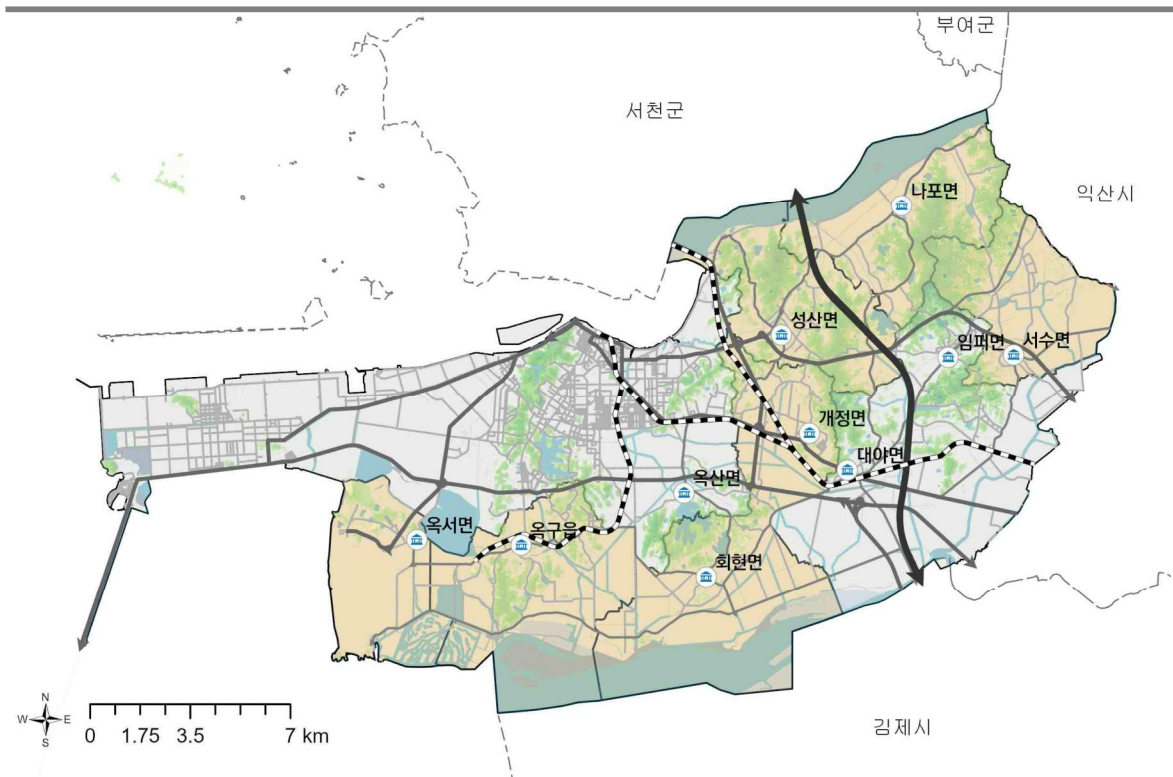 부여군
서천군
나포면
익산시
성산면
임피면
서수면
개정면
대야면
옥산면
옥서면
옥구읍
회현면
김제시
N
W E
S
0 1.75 3.5 7 km